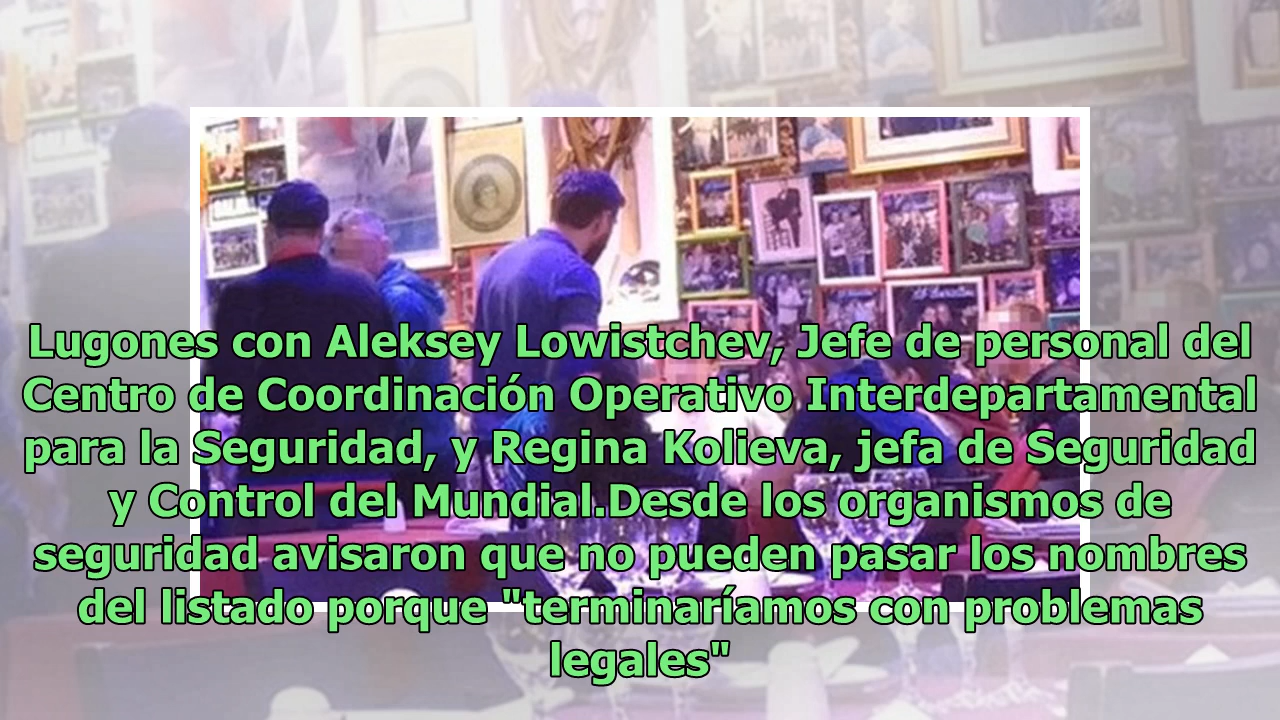 Lugones con Aleksey Lowistchev, Jefe de personal del
Centro de Coordinación Operativo Interdepartamental
para la Seguridad, y Regina Kolieva, jefa de Seguridad
y Control del Mundial.Desde los organismos de
seguridad avisaron que no pueden pasar los nombres
del listado porque "terminaríamos con problemas
legales"